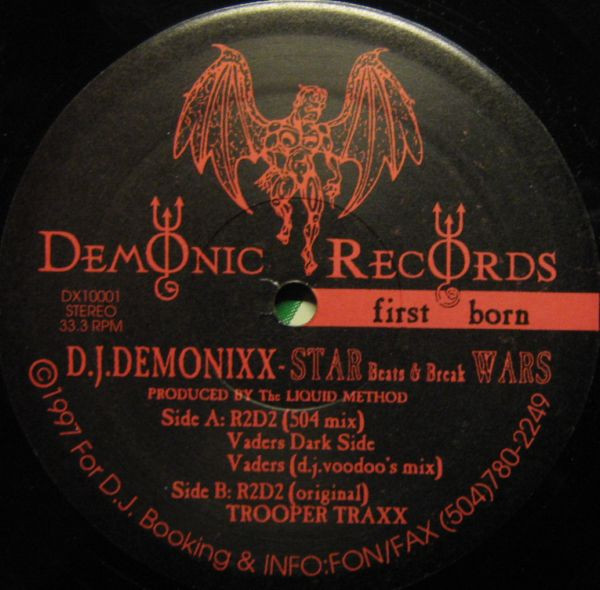 DEMONIC RECORDS
DX10001
STEREO
33.3 RPM
first born
D.J.DEMONIXX - STAR Beats & Break WARS
PRODUCED BY The LIQUID METHOD
Side A: R2D2 (504 mix)
Vaders Dark Side
Vaders (d.j.voodoo's mix)
Side B: R2D2 (original)
TROOPER TRAXX
©1997 For D.J. Booking & INFO:FON/FAX (504)780-2249